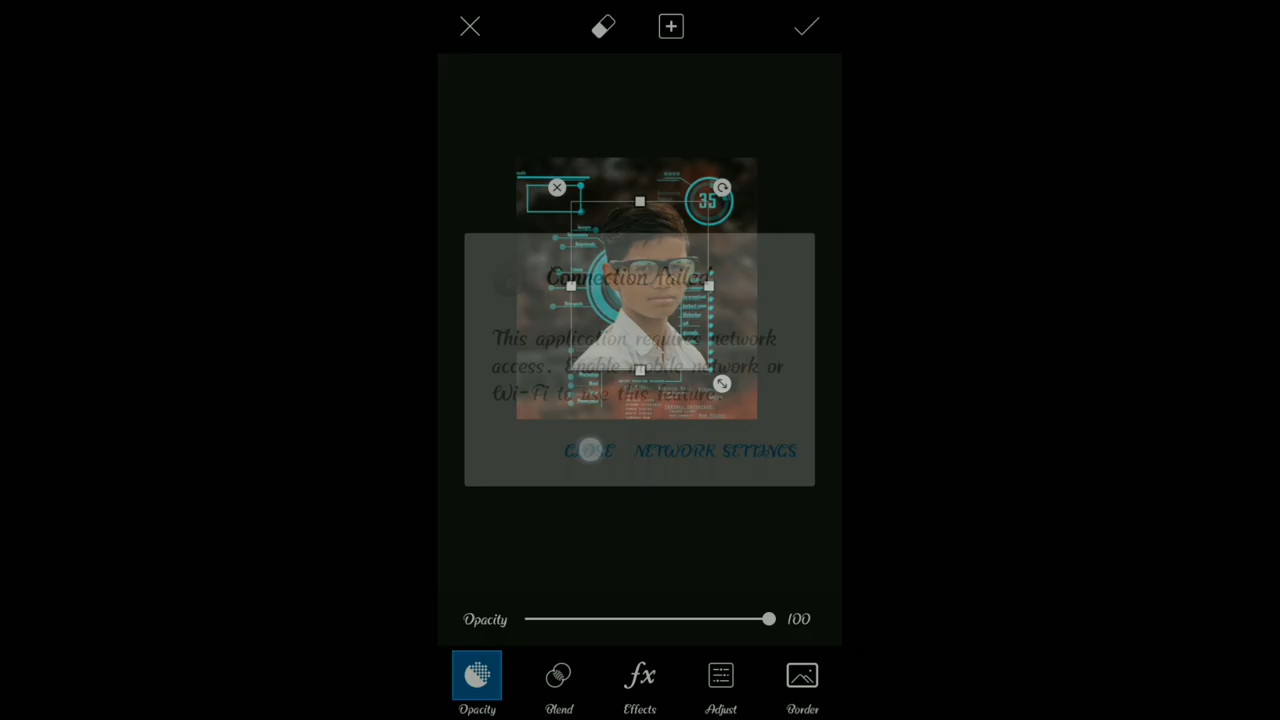 35
Connection failed
This application requires network
access. Enable mobile network or
Wi-Fi to use this feature.
CLOSE NETWORK SETTINGS
Opacity 100
Opacity Blend Effects Adjust Border